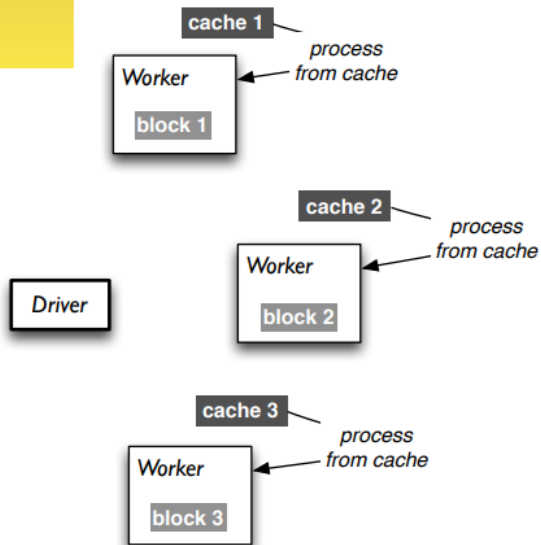 cache 1
process
from cache
Worker
block 1
cache 2
process
from cache
Worker
block 2
Driver
cache 3
process
from cache
Worker
block 3